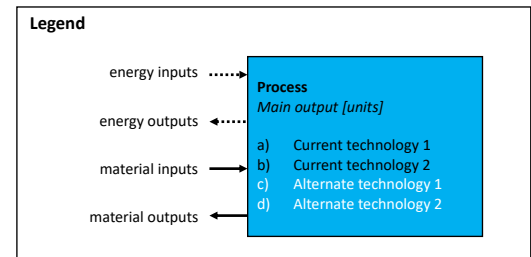 Legend
energy inputs
energy outputs
material inputs
material outputs
Process
Main output [units]
a) Current technology 1
b) Current technology 2
c) Alternate technology 1
d) Alternate technology 2